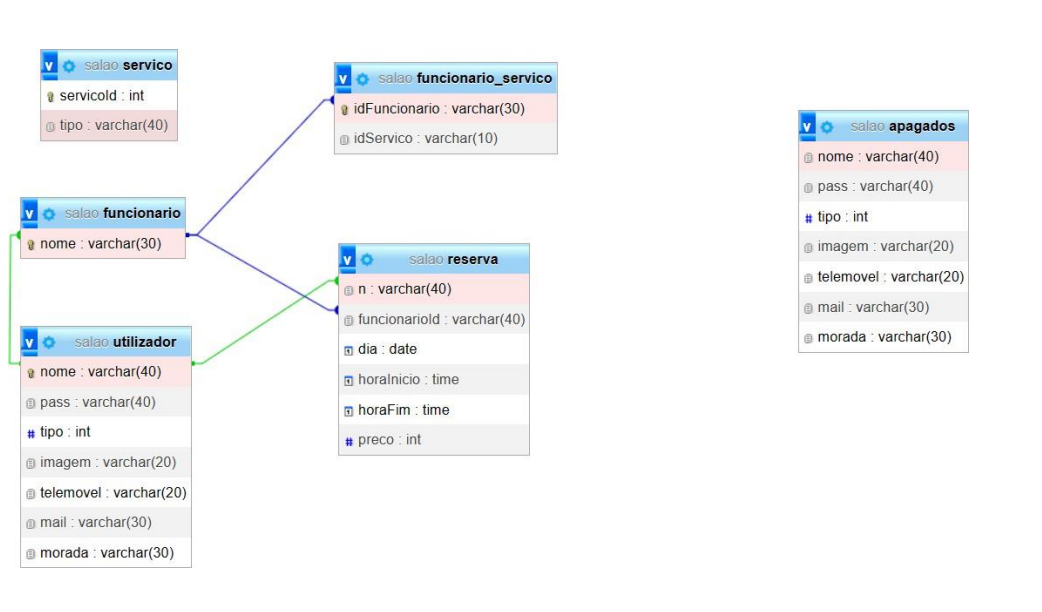 salao servico
servicoId : int
tipo : varchar(40)
salao funcionario_servico
idFuncionario : varchar(30)
idServico : varchar(10)
salao apagados
nome : varchar(40)
pass : varchar(40)
# tipo : int
imagem : varchar(20)
telemovel : varchar(20)
mail : varchar(30)
morada : varchar(30)
salao funcionario
nome : varchar(30)
salao reserva
n : varchar(40)
funcionarioId : varchar(40)
dia : date
horaInicio : time
horaFim : time
# preco : int
salao utilizador
nome : varchar(40)
pass : varchar(40)
# tipo : int
imagem : varchar(20)
telemovel : varchar(20)
mail : varchar(30)
morada : varchar(30)